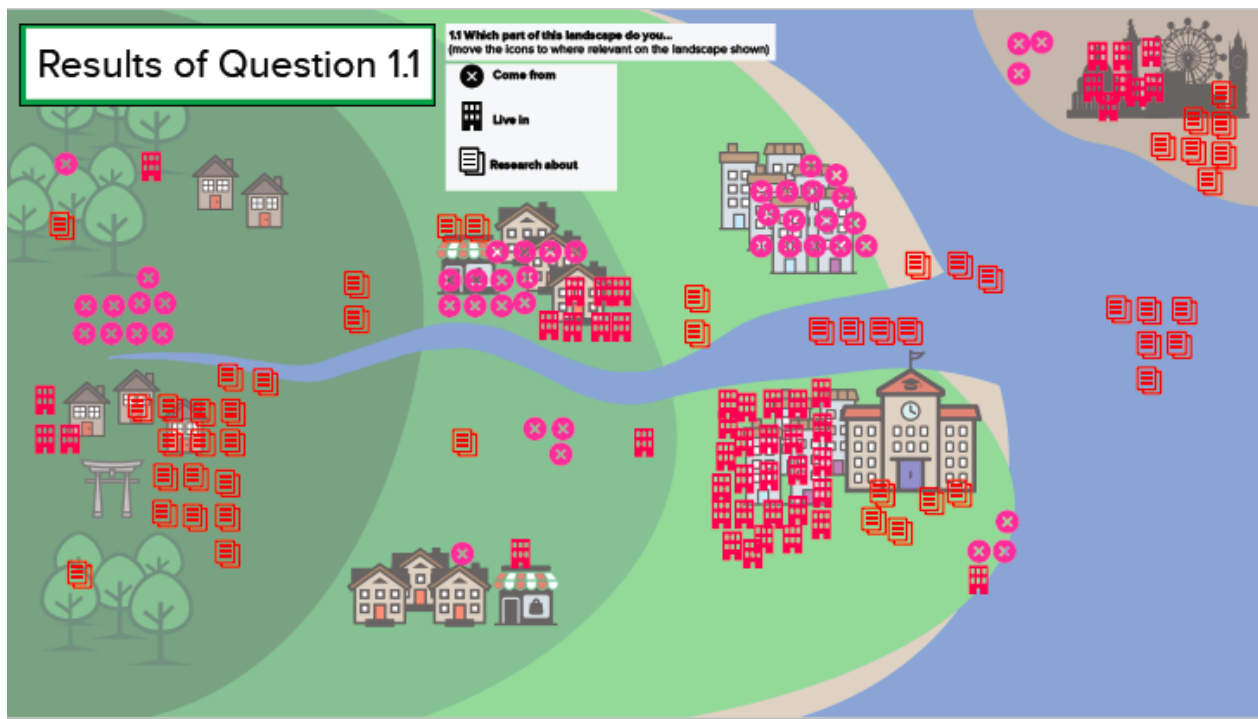 Results of Question 1.1
1.1 Which part of this landscape do you...
(move the icons to where relevant on the landscape shown)
Come from
Live in
Research about